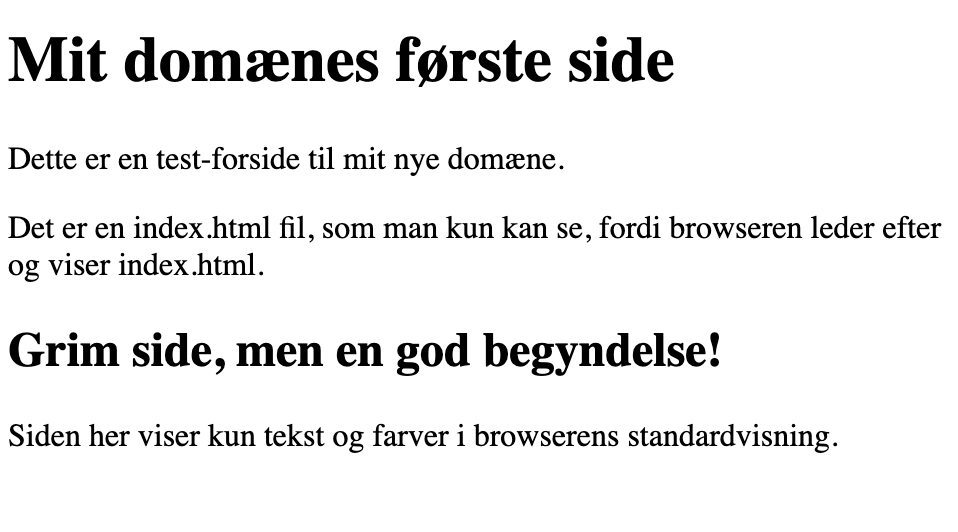 Mit domænes første side
Dette er en test-forside til mit nye domæne.
Det er en index.html fil, som man kun kan se, fordi browseren leder efter
og viser index.html.
Grim side, men en god begyndelse!
Siden her viser kun tekst og farver i browserens standardvisning.